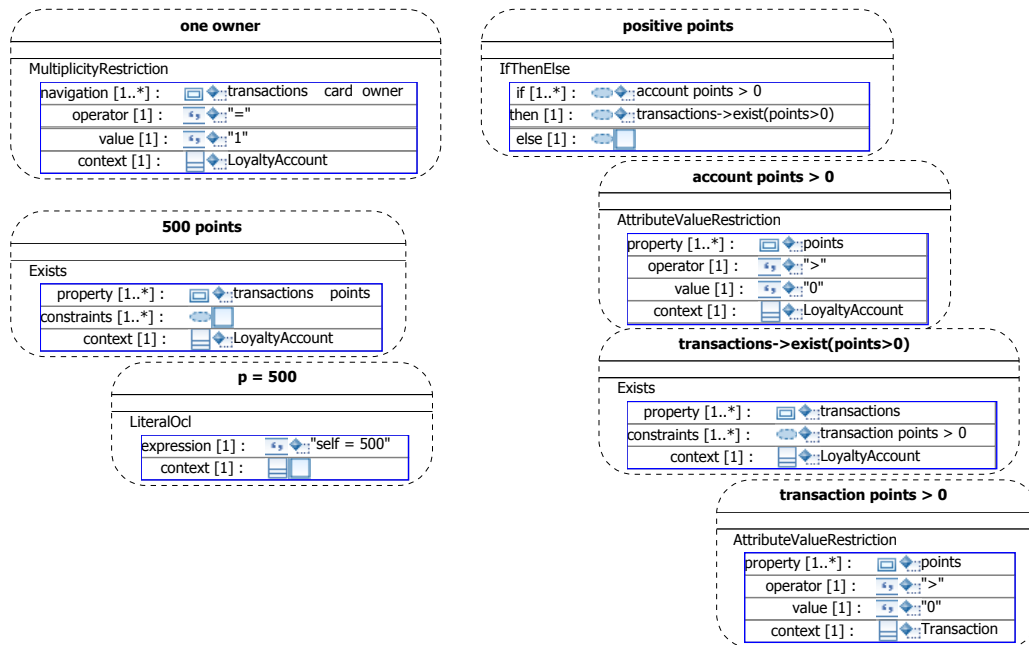 one owner
MultiplicityRestriction
navigation [1..*] : transactions card owner
operator [1] : "="
value [1] : "1"
context [1] : LoyaltyAccount
500 points
Exists
property [1..*] : transactions points
constraints [1..*] :
context [1] : LoyaltyAccount
p = 500
LiteralOcl
expression [1] : "self = 500"
context [1] :
positive points
IfThenElse
if [1..*] : account points > 0
then [1] : transactions->exist(points>0)
else [1] :
account points > 0
AttributeValueRestriction
property [1..*] : points
operator [1] : ">"
value [1] : "0"
context [1] : LoyaltyAccount
transactions->exist(points>0)
Exists
property [1..*] : transactions
constraints [1..*] : transaction points > 0
context [1] : LoyaltyAccount
transaction points > 0
AttributeValueRestriction
property [1..*] : points
operator [1] : ">"
value [1] : "0"
context [1] : Transaction